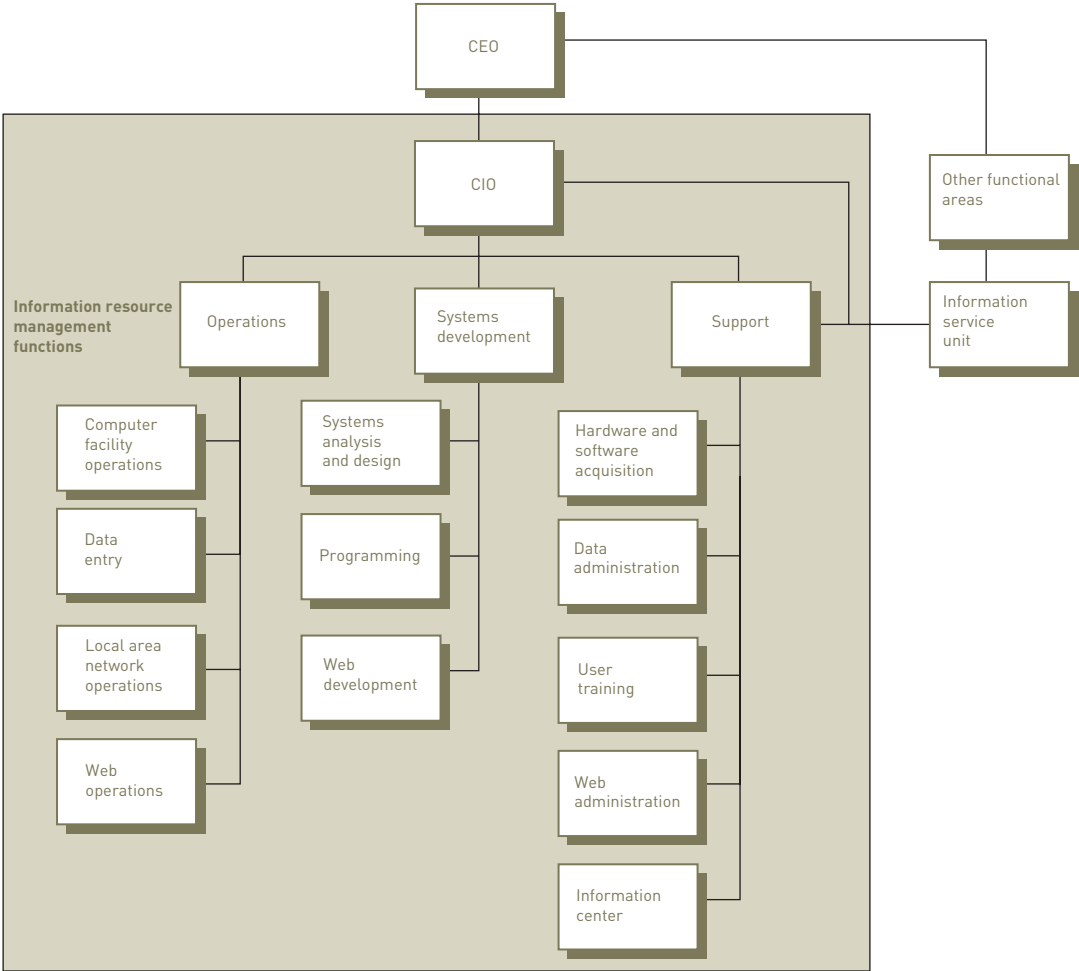 CEO
CIO
Other functional
areas
Information resource
management
functions
Operations
Systems
development
Support
Information
service
unit
Computer
facility
operations
Systems
analysis
and design
Hardware and
software
acquisition
Data
entry
Programming
Data
administration
Local area
network
operations
Web
development
User
training
Web
operations
Web
administration
Information
center